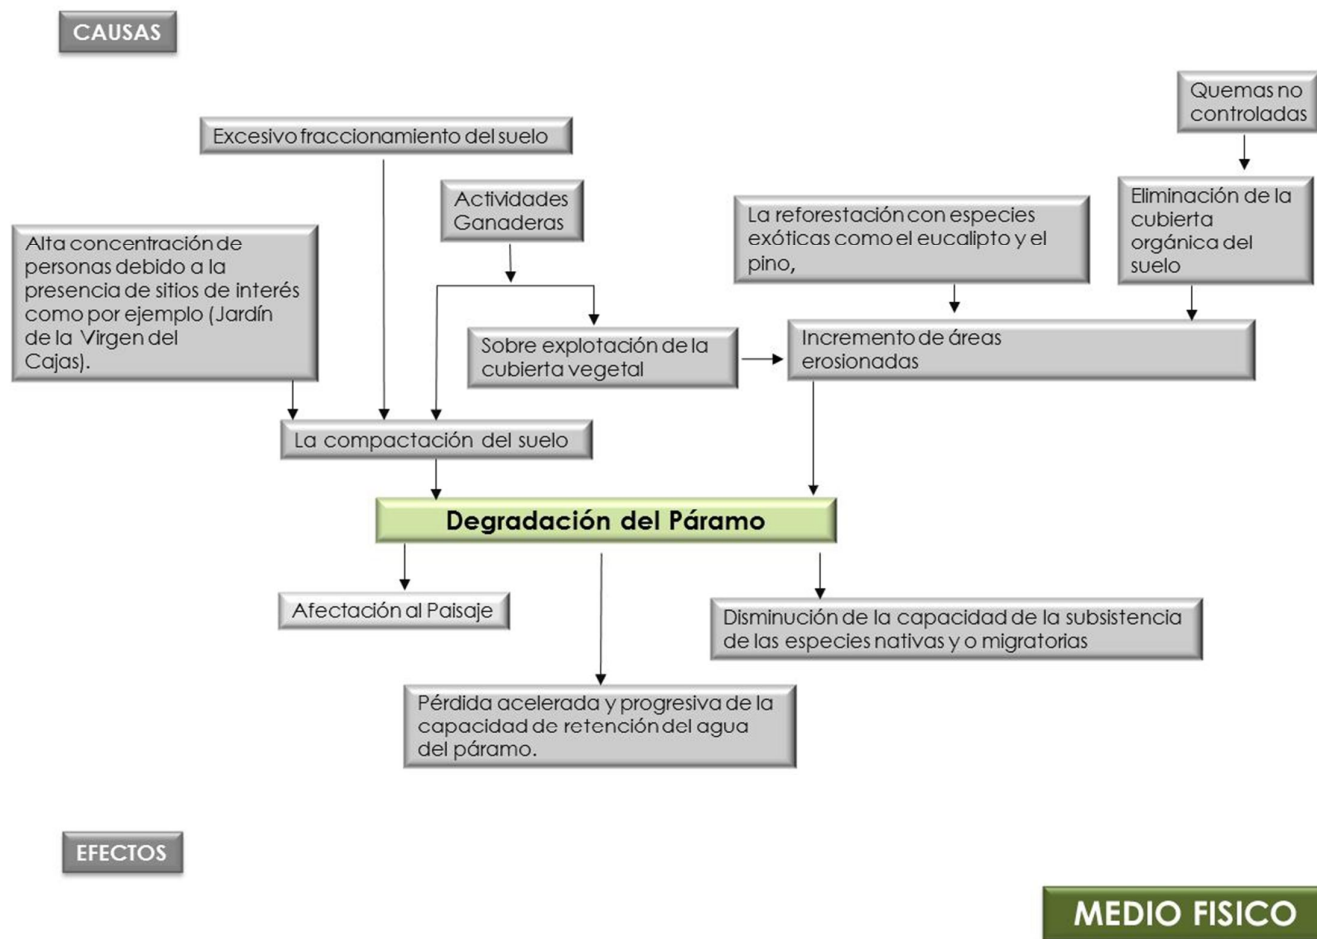 CAUSAS
Quemas no
controladas
Excesivo fraccionamiento del suelo
Actividades
Ganaderas
Eliminación de la
cubierta
orgánica del
suelo
La reforestación con especies
exóticas como el eucalipto y el
pino,
Alta concentración de
personas debido a la
presencia de sitios de interés
como por ejemplo (Jardín
de la Virgen del
Cajas).
Sobre explotación de la
cubierta vegetal
Incremento de áreas
erosionadas
La compactación del suelo
Degradación del Páramo
Afectación al Paisaje
Disminución de la capacidad de la subsistencia
de las especies nativas y o migratorias
Pérdida acelerada y progresiva de la
capacidad de retención del agua
del páramo.
EFECTOS
MEDIO FISICO